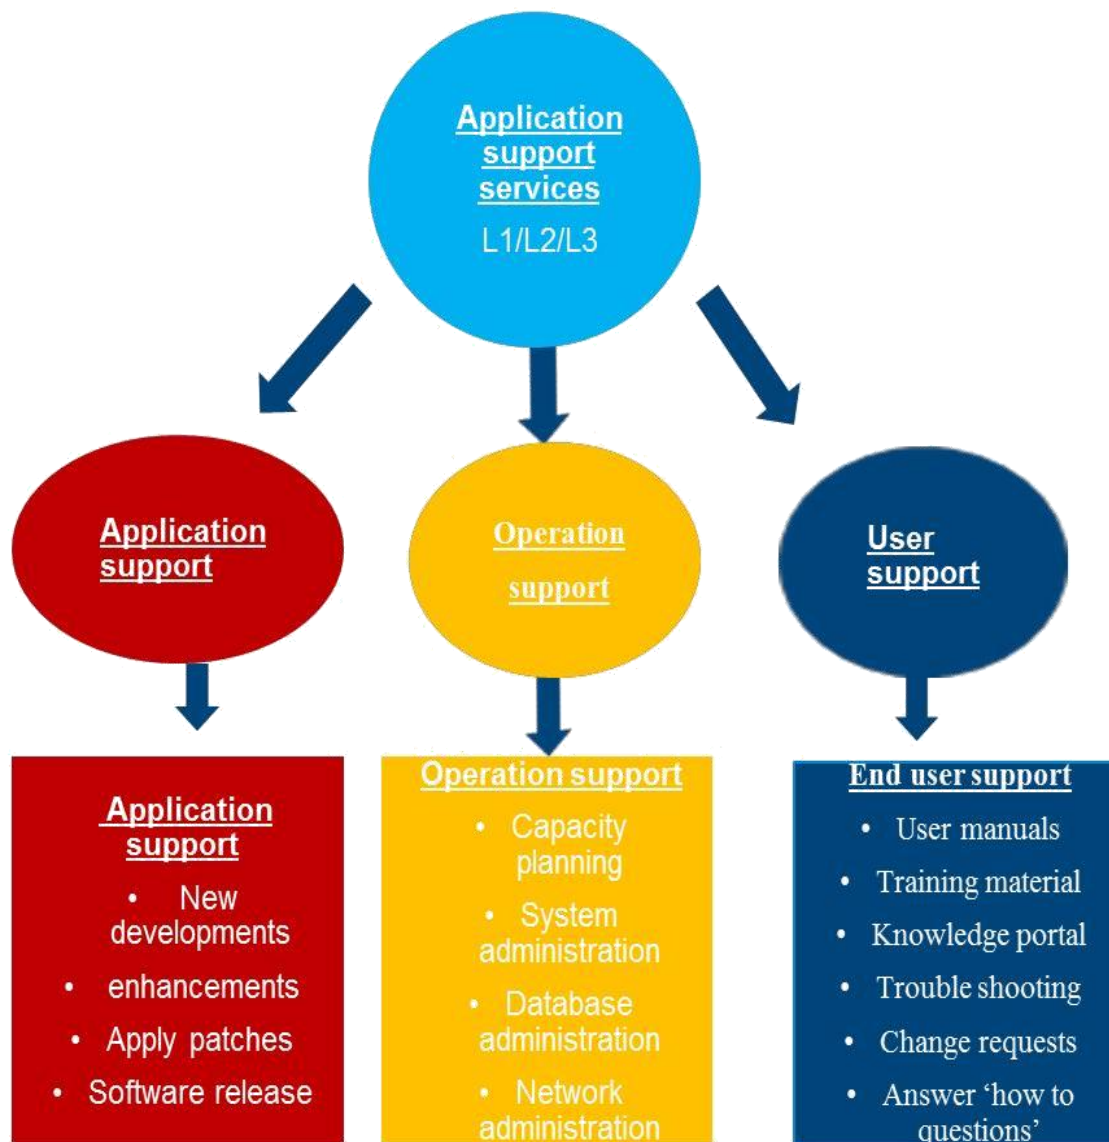 Application
support
services
L1/L2/L3
Application
support
Operation
support
User
support
Application
support
• New
developments
• enhancements
• Apply patches
• Software release
Operation support
• Capacity
planning
• System
administration
• Database
administration
• Network
administration
End user support
• User manuals
• Training material
• Knowledge portal
• Trouble shooting
• Change requests
• Answer ‘how to
questions’